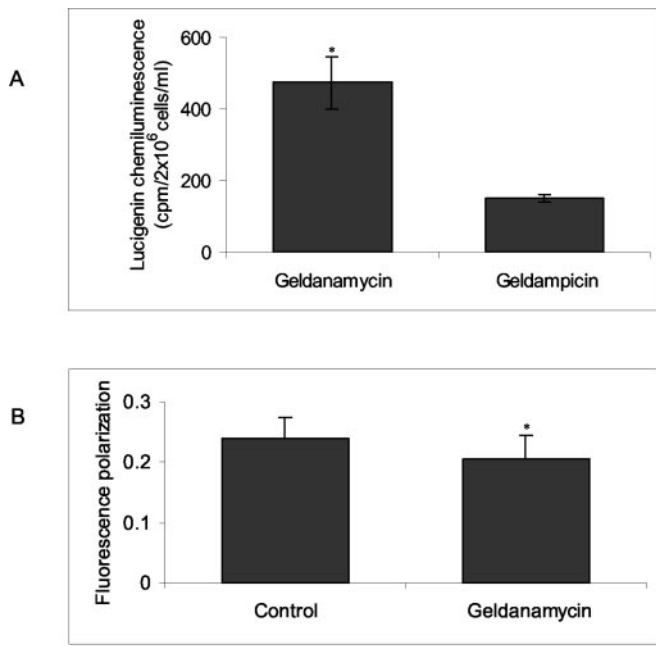 A
Lucigenin chemiluminescence
(cpm/2x10⁶ cells/ml)
600
400
200
0
*
Geldanamycin
Geldampicin
B
Fluorescence polarization
0.3
0.2
0.1
0
*
Control
Geldanamycin